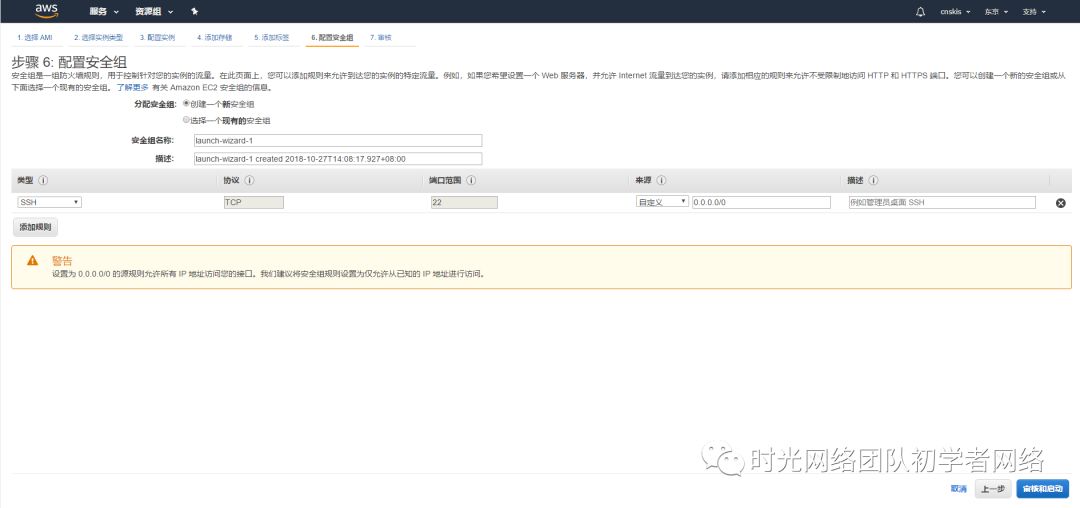 aws 服务 资源组 cnskis 东京 支持
1. 选择 AMI 2. 选择实例类型 3. 配置实例 4. 添加存储 5. 添加标签 6. 配置安全组 7. 审核
步骤 6: 配置安全组
安全组是一组防火墙规则，用于控制针对您的实例的流量。在此页面上，您可以添加规则来允许到达您的实例的特定流量。例如，如果您希望设置一个 Web 服务器，并允许 Internet 流量到达您的实例，请添加相应的规则来允许不受限制地访问 HTTP 和 HTTPS 端口。您可以创建一个新的安全组或从
下面选择一个现有的安全组。 了解更多 有关 Amazon EC2 安全组的信息。
分配安全组: 创建一个新安全组
选择一个现有的安全组
安全组名称: launch-wizard-1
描述: launch-wizard-1 created 2018-10-27T14:08:17.927+08:00
类型 协议 端口范围 来源 描述
SSH TCP 22 自定义 0.0.0.0/0 例如管理员桌面 SSH
添加规则
警告
设置为 0.0.0.0/0 的源规则允许所有 IP 地址访问您的接口。我们建议将安全组规则设置为仅允许从已知的 IP 地址进行访问。
时光网络团队初学者网络
取消 上一步 审核和启动